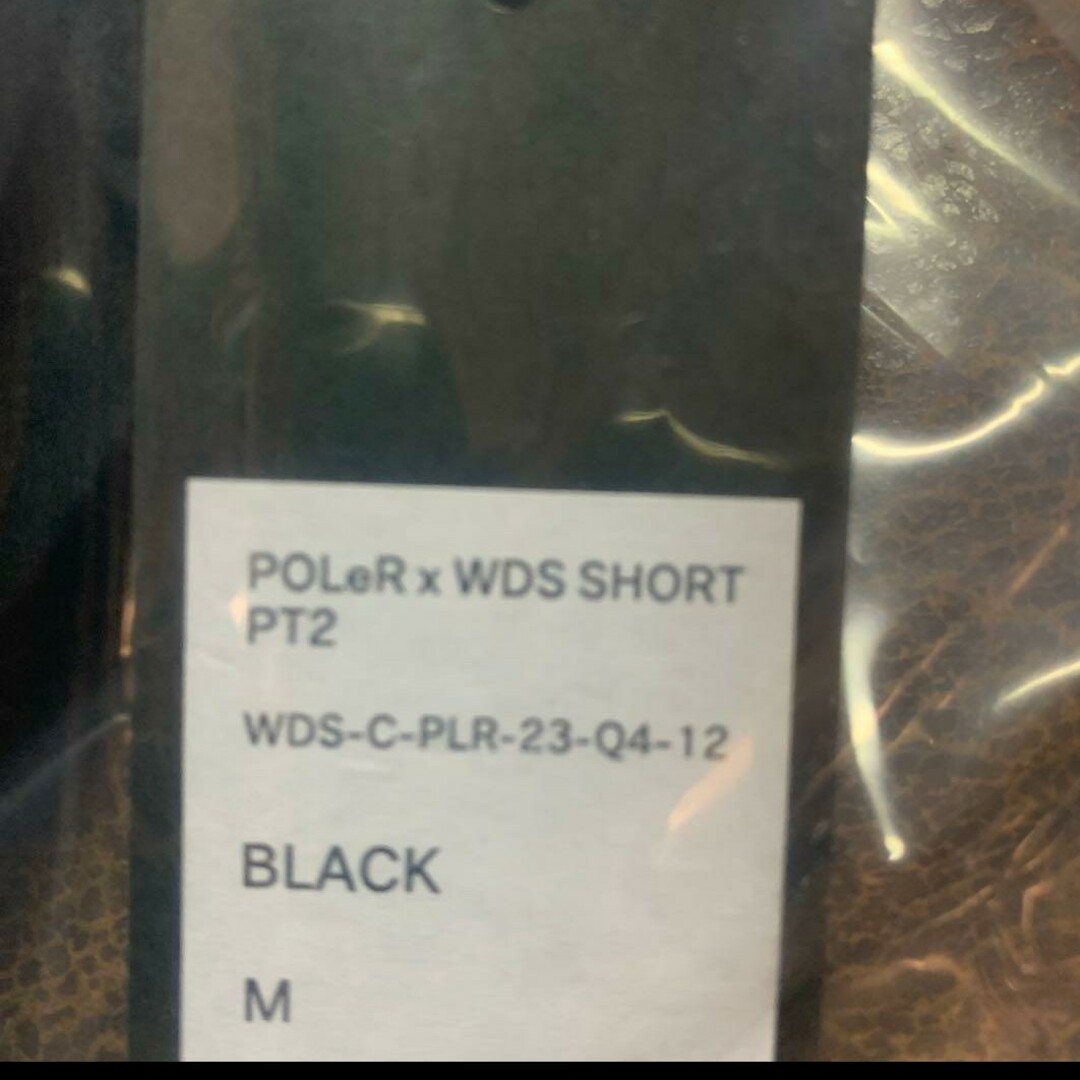 POLeR x WDS SHORT
PT2
WDS-C-PLR-23-Q4-12
BLACK
M